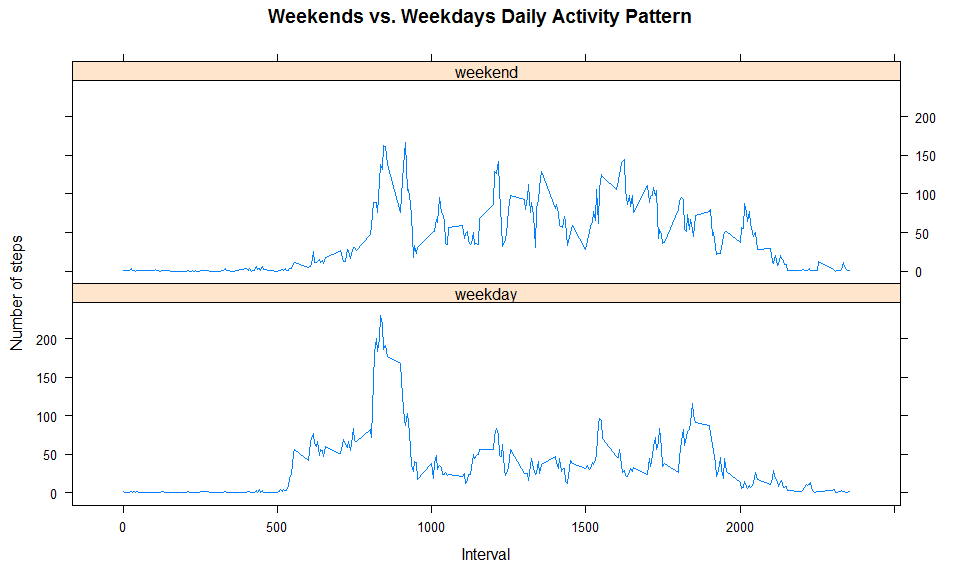 Weekends vs. Weekdays Daily Activity Pattern
weekend
200
150
100
50
0
weekday
200
150
100
50
0
Number of steps
0 500 1000 1500 2000
Interval